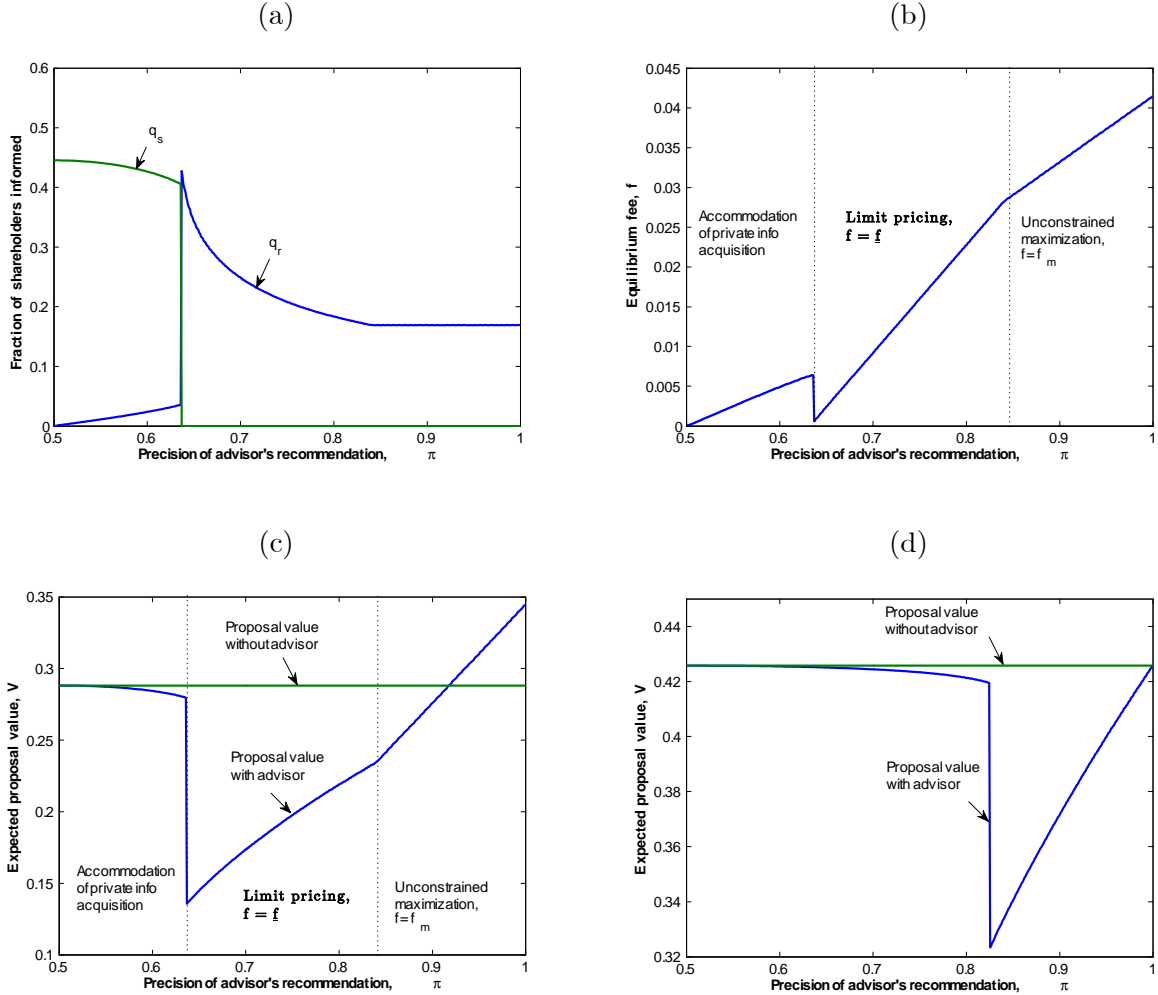 (a)
0.6
0.5
0.4
0.3
0.2
0.1
0
0.5
0.6
0.7
0.8
0.9
1
Fraction of shareholders informed
q_s
q_r
Precision of advisor's recommendation, π
(b)
0.045
0.04
0.035
0.03
0.025
0.02
0.015
0.01
0.005
0
0.5
0.6
0.7
0.8
0.9
1
Equilibrium fee, f
Accommodation
of private info
acquisition
Limit pricing,
f = f
Unconstrained
maximization,
f = f_m
Precision of advisor's recommendation, π
(c)
0.35
0.3
0.25
0.2
0.15
0.1
0.5
0.6
0.7
0.8
0.9
1
Expected proposal value, V
Proposal value
without advisor
Proposal value
with advisor
Accommodation
of private info
acquisition
Limit pricing,
f = f
Unconstrained
maximization,
f = f_m
Precision of advisor's recommendation, π
(d)
0.44
0.42
0.4
0.38
0.36
0.34
0.32
0.5
0.6
0.7
0.8
0.9
1
Expected proposal value, V
Proposal value
without advisor
Proposal value
with advisor
Precision of advisor's recommendation, π